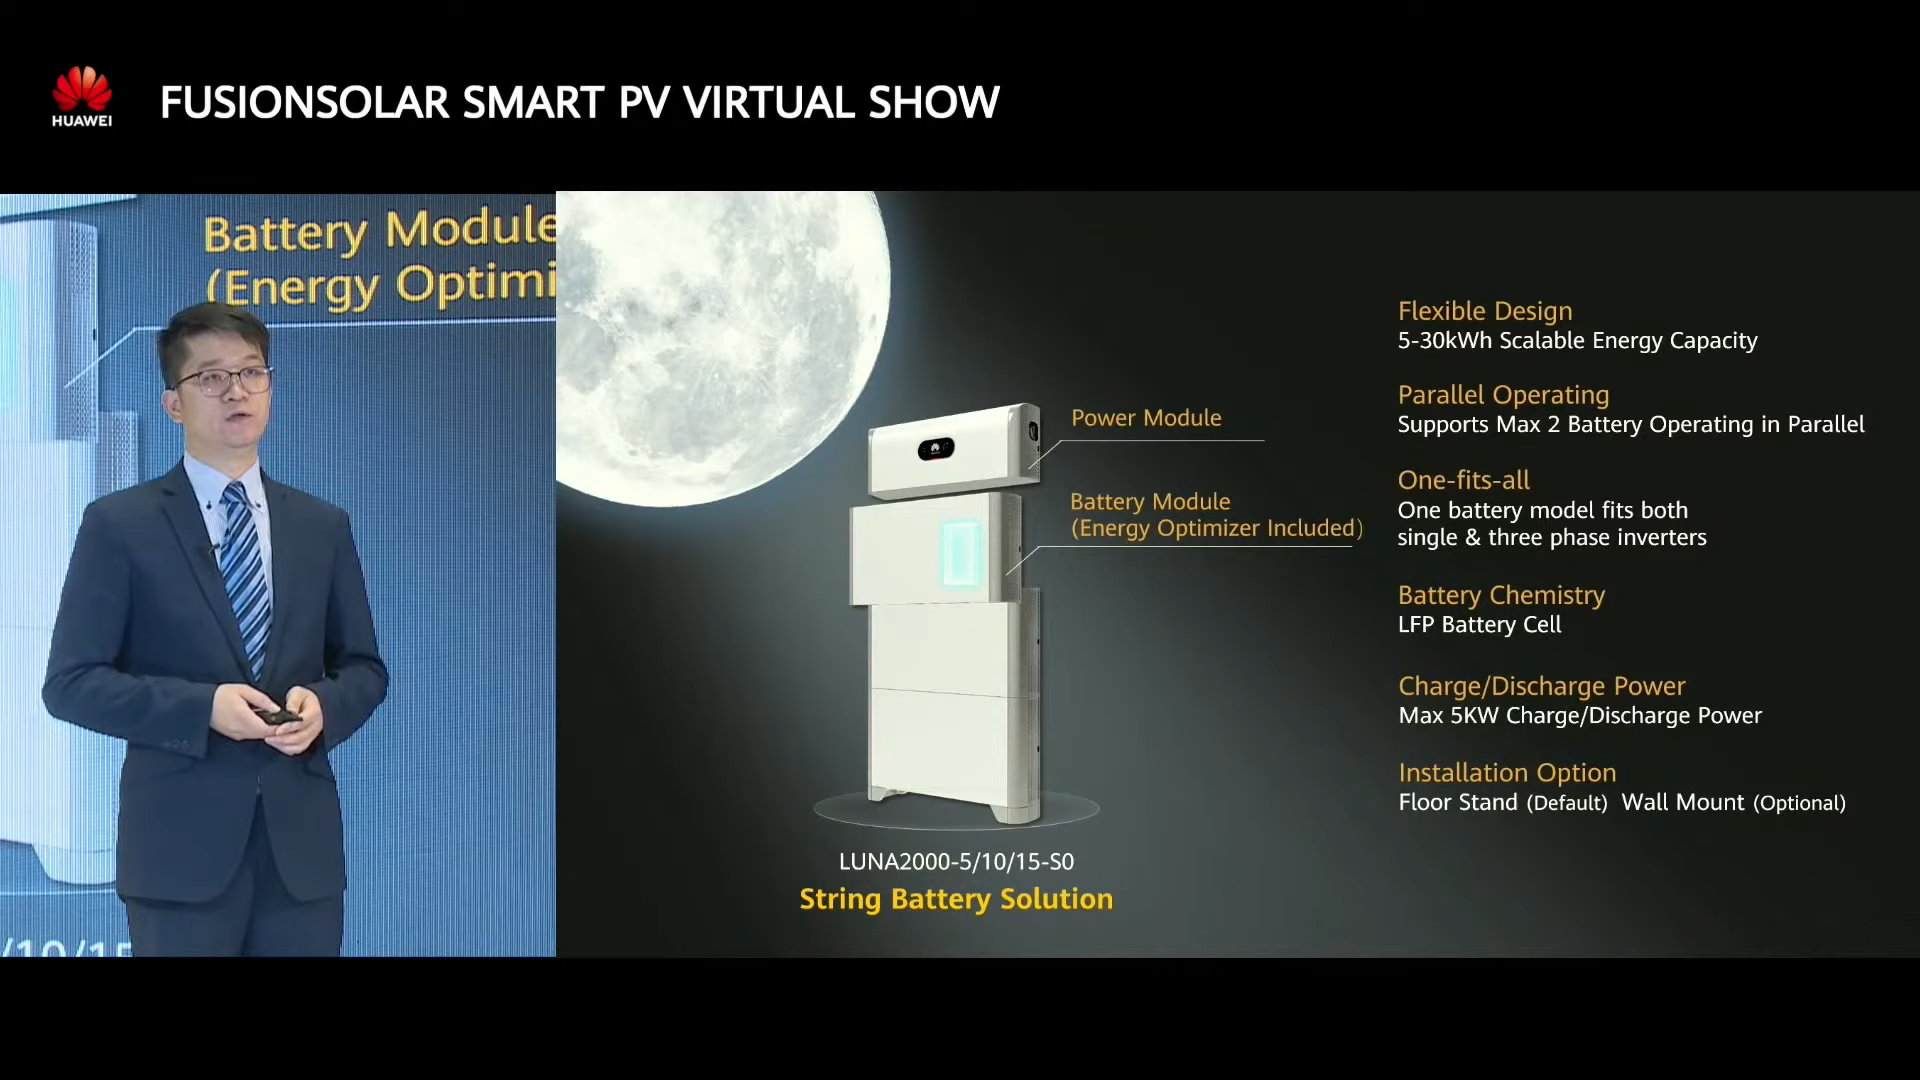 HUAWEI
FUSIONSOLAR SMART PV VIRTUAL SHOW
Battery Module
(Energy Optimi
/10/15
Power Module
Battery Module
(Energy Optimizer Included)
LUNA2000-5/10/15-S0
String Battery Solution
Flexible Design
5-30kWh Scalable Energy Capacity
Parallel Operating
Supports Max 2 Battery Operating in Parallel
One-fits-all
One battery model fits both
single & three phase inverters
Battery Chemistry
LFP Battery Cell
Charge/Discharge Power
Max 5KW Charge/Discharge Power
Installation Option
Floor Stand (Default) Wall Mount (Optional)